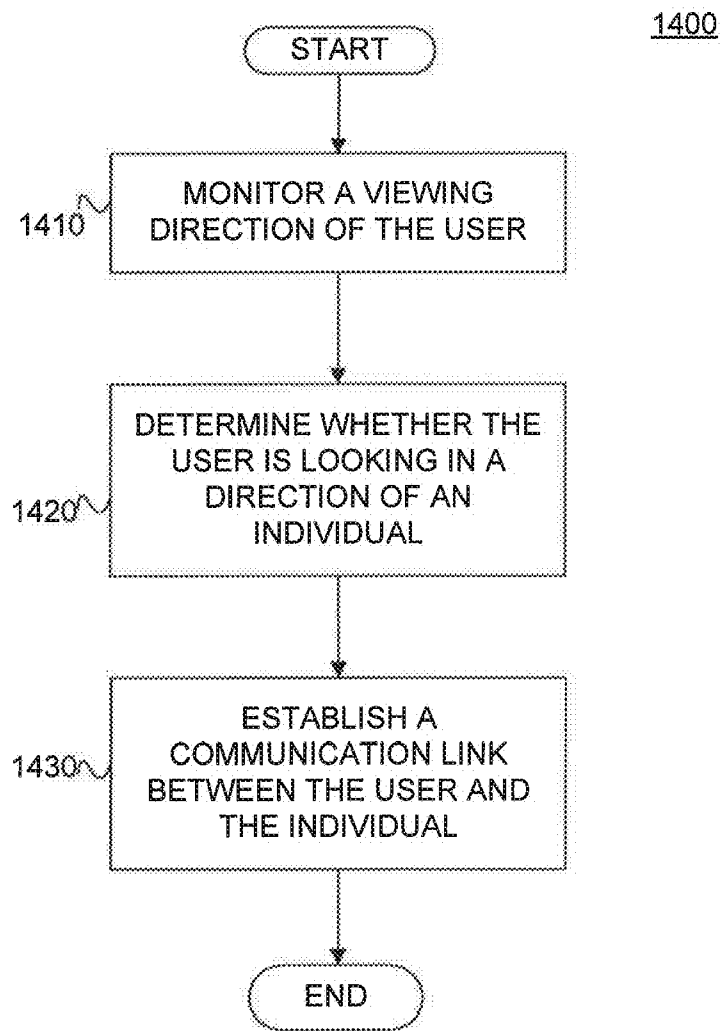 1400
START
MONITOR A VIEWING
DIRECTION OF THE USER
1410
DETERMINE WHETHER THE
USER IS LOOKING IN A
DIRECTION OF AN
INDIVIDUAL
1420
ESTABLISH A
COMMUNICATION LINK
BETWEEN THE USER AND
THE INDIVIDUAL
1430
END